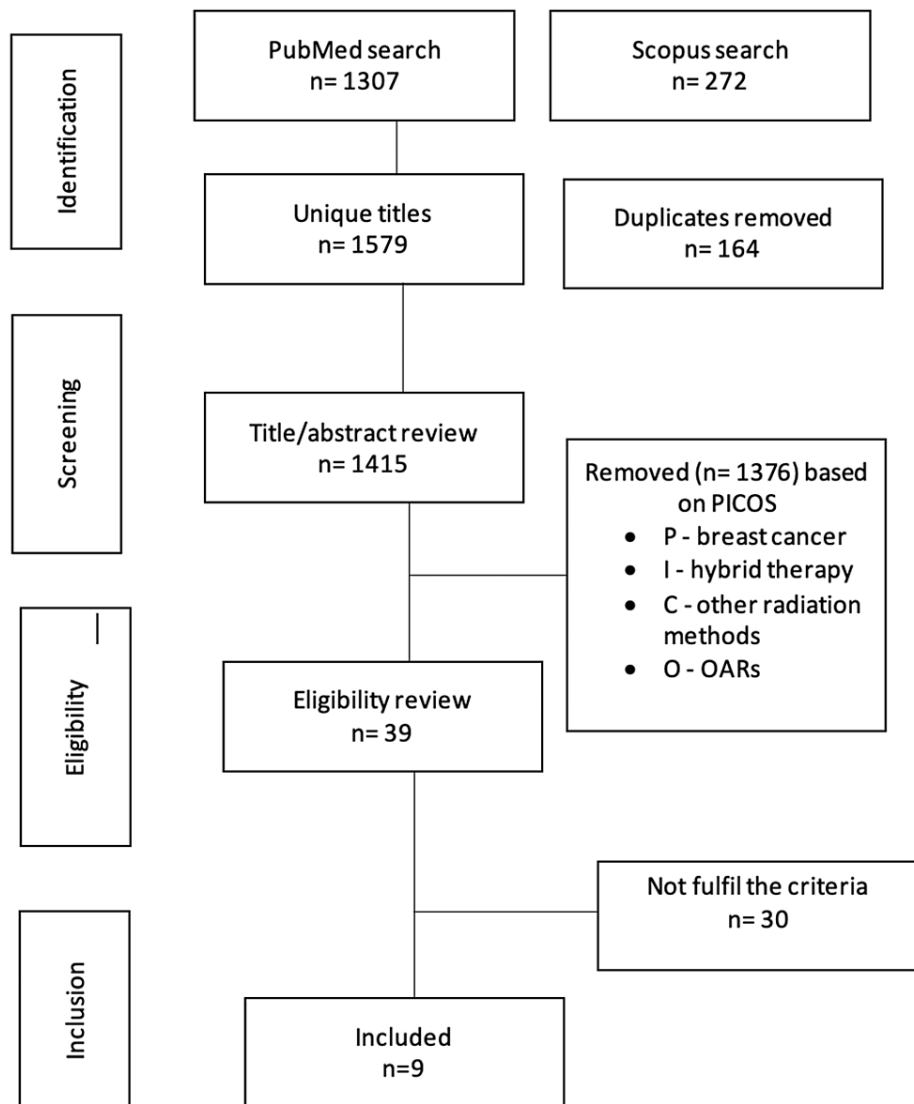 PubMed search
n= 1307
Scopus search
n= 272
Identification
Unique titles
n= 1579
Duplicates removed
n= 164
Screening
Title/abstract review
n= 1415
Removed (n= 1376) based
on PICOS
• P - breast cancer
• I - hybrid therapy
• C - other radiation
methods
• O - OARs
Eligibility
Eligibility review
n= 39
Not fulfil the criteria
n= 30
Inclusion
Included
n=9